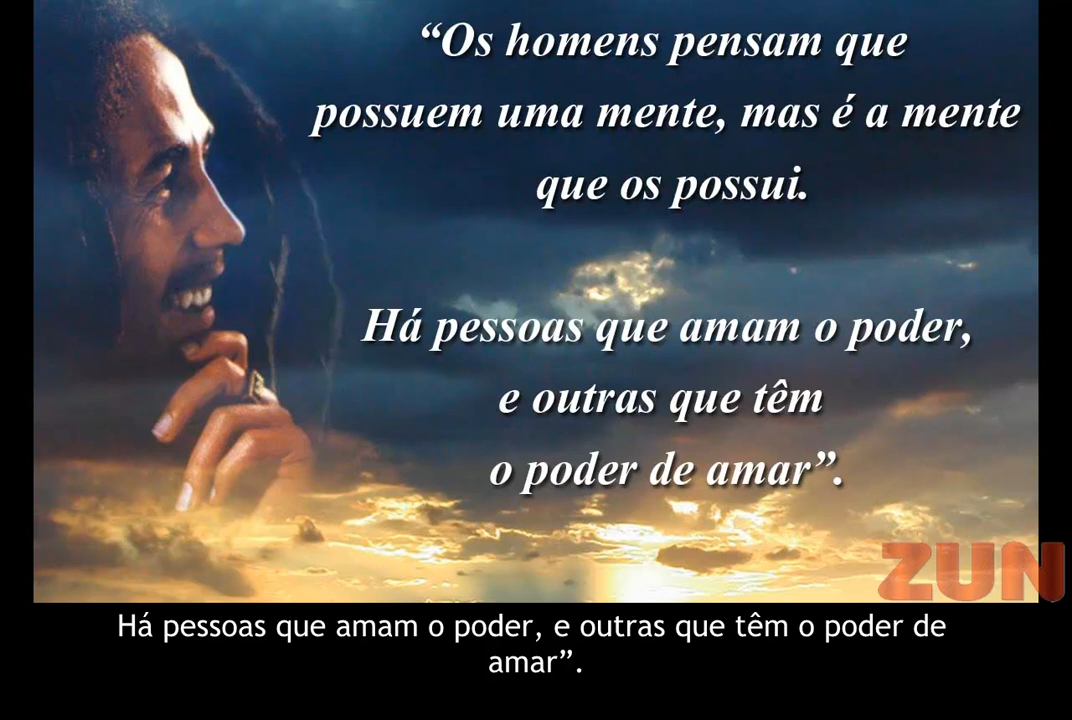 “Os homens pensam que
possuem uma mente, mas é a mente
que os possui.
Há pessoas que amam o poder,
e outras que têm
o poder de amar”.
ZUN
Há pessoas que amam o poder, e outras que têm o poder de
amar”.